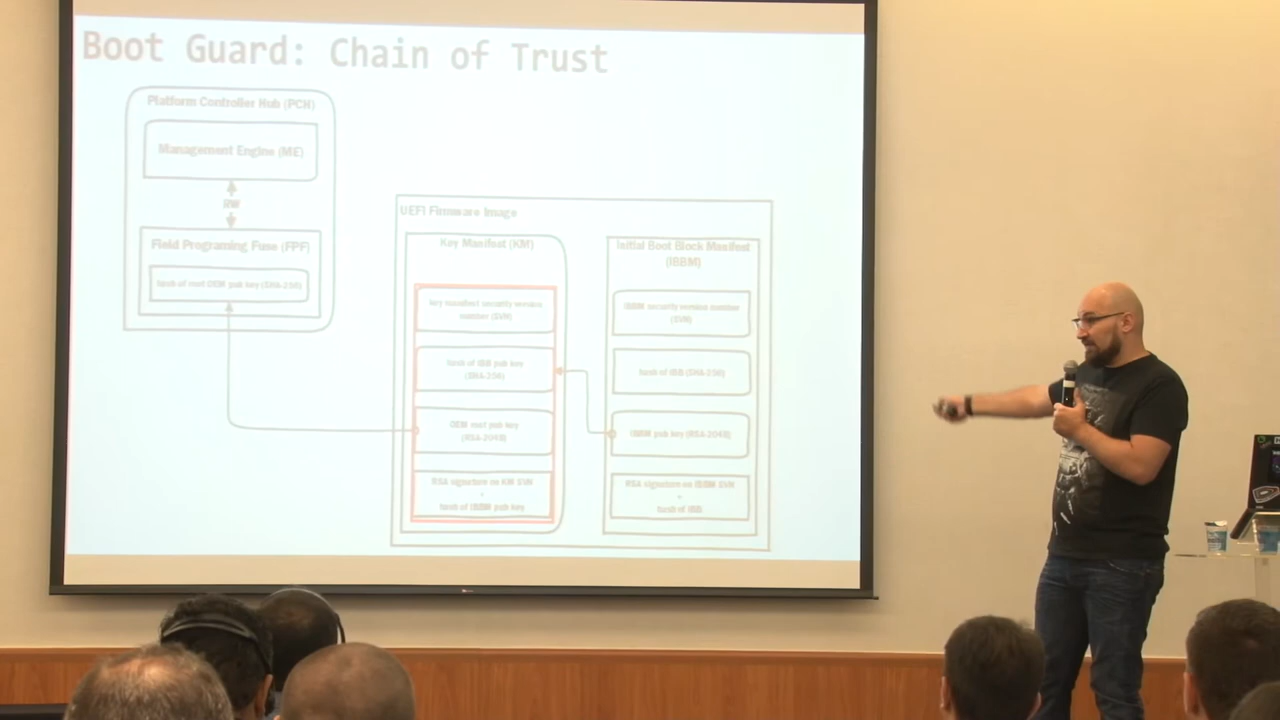 Boot Guard: Chain of Trust
Platform Controller Hub (PCH)
Management Engine (ME)
RW
Field Programing Fuse (FPF)
hash of root OEM pub key (SHA-256)
UEFI Firmware Image
Key Manifest (KM)
key manifest security version
number (SVN)
hash of IBB pub key
(SHA-256)
OEM root pub key
(RSA-2048)
RSA signature on KM SVN
+
hash of IBBM pub key
Initial Boot Block Manifest
(IBBM)
IBBM security version number
(SVN)
hash of IBB (SHA-256)
IBBM pub key (RSA-2048)
RSA signature on IBBM SVN
+
hash of IBB